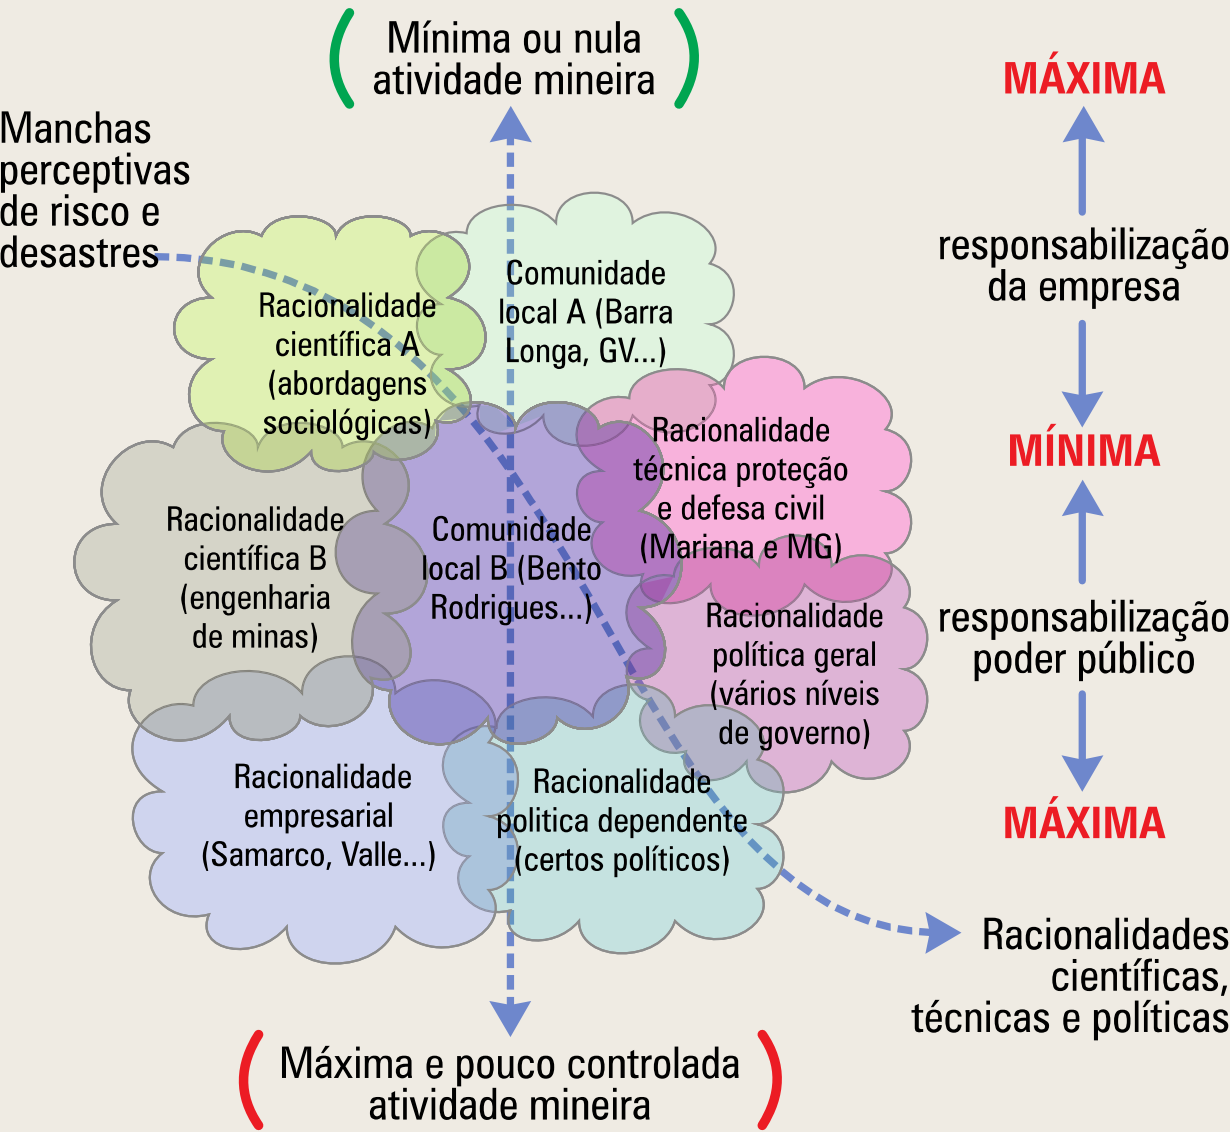 Mínima ou nula
atividade mineira
MÁXIMA
Manchas
perceptivas
de risco e
desastres
responsabilização
da empresa
Comunidade
local A (Barra
Longa, GV...)
Racionalidade
científica A
(abordagens
sociológicas)
MÍNIMA
Racionalidade
técnica proteção
e defesa civil
(Mariana e MG)
Racionalidade
científica B
(engenharia
de minas)
Comunidade
local B (Bento
Rodrigues...)
Racionalidade
política geral
(vários níveis
de governo)
responsabilização
poder público
Racionalidade
empresarial
(Samarco, Valle...)
Racionalidade
politica dependente
(certos políticos)
MÁXIMA
Racionalidades
científicas,
técnicas e políticas
Máxima e pouco controlada
atividade mineira